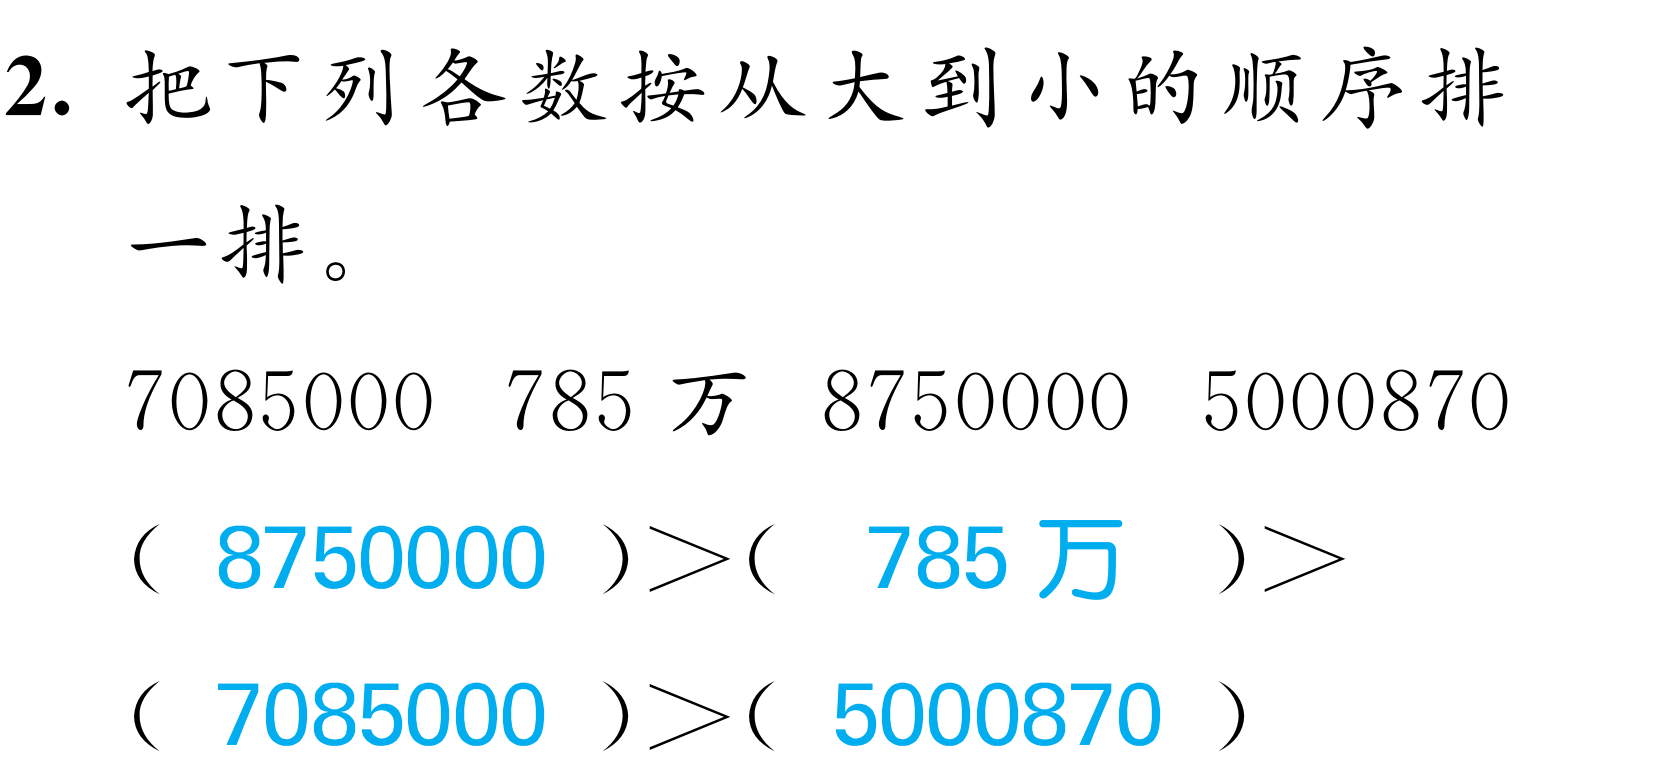 2. 把下列各数按从大到小的顺序排
一排。
7085000 785 万 8750000 5000870
( 8750000 )>( 785 万 )>
( 7085000 )>( 5000870 )